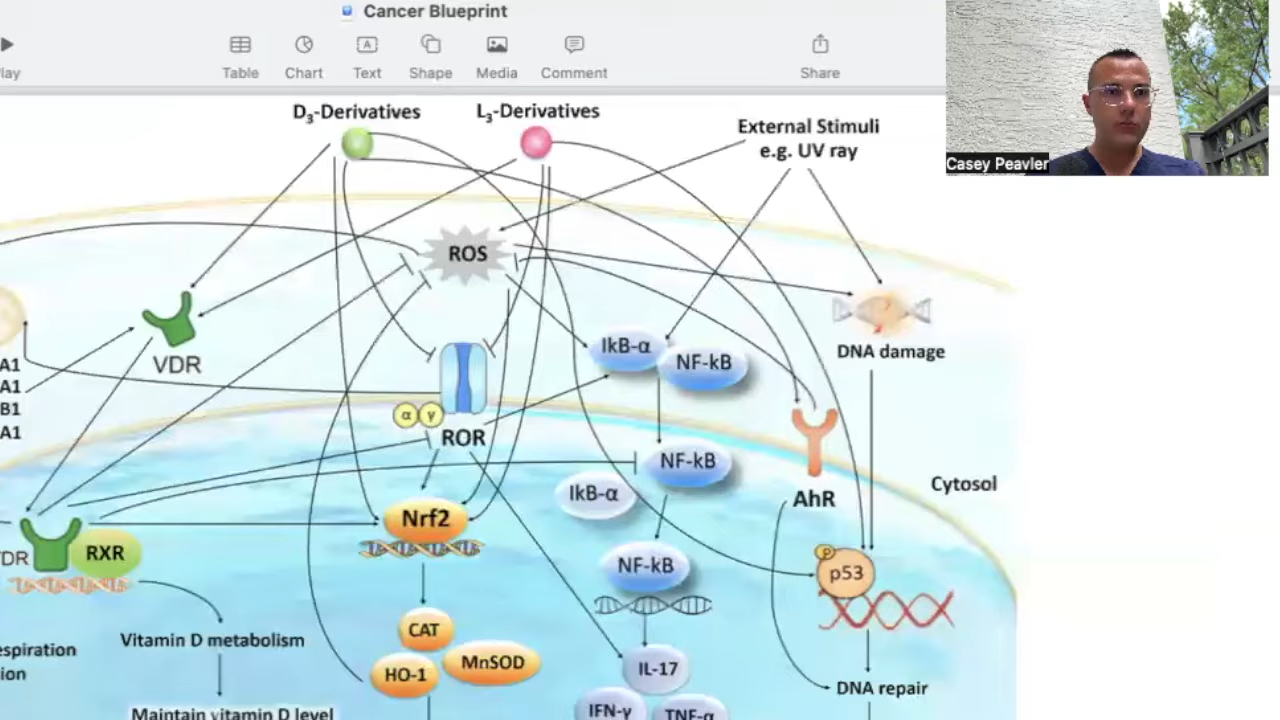 Cancer Blueprint
lay
Table
Chart
Text
Shape
Media
Comment
Share
Casey Peavler
D3-Derivatives
L3-Derivatives
External Stimuli
e.g. UV ray
ROS
VDR
A1
A1
B1
A1
IkB-α
NF-kB
DNA damage
α
γ
ROR
NF-kB
IkB-α
AhR
Cytosol
Nrf2
DR
RXR
NF-kB
P
p53
CAT
HO-1
MnSOD
IL-17
IFN-γ
TNF-α
DNA repair
Vitamin D metabolism
Maintain vitamin D level
espiration
ion